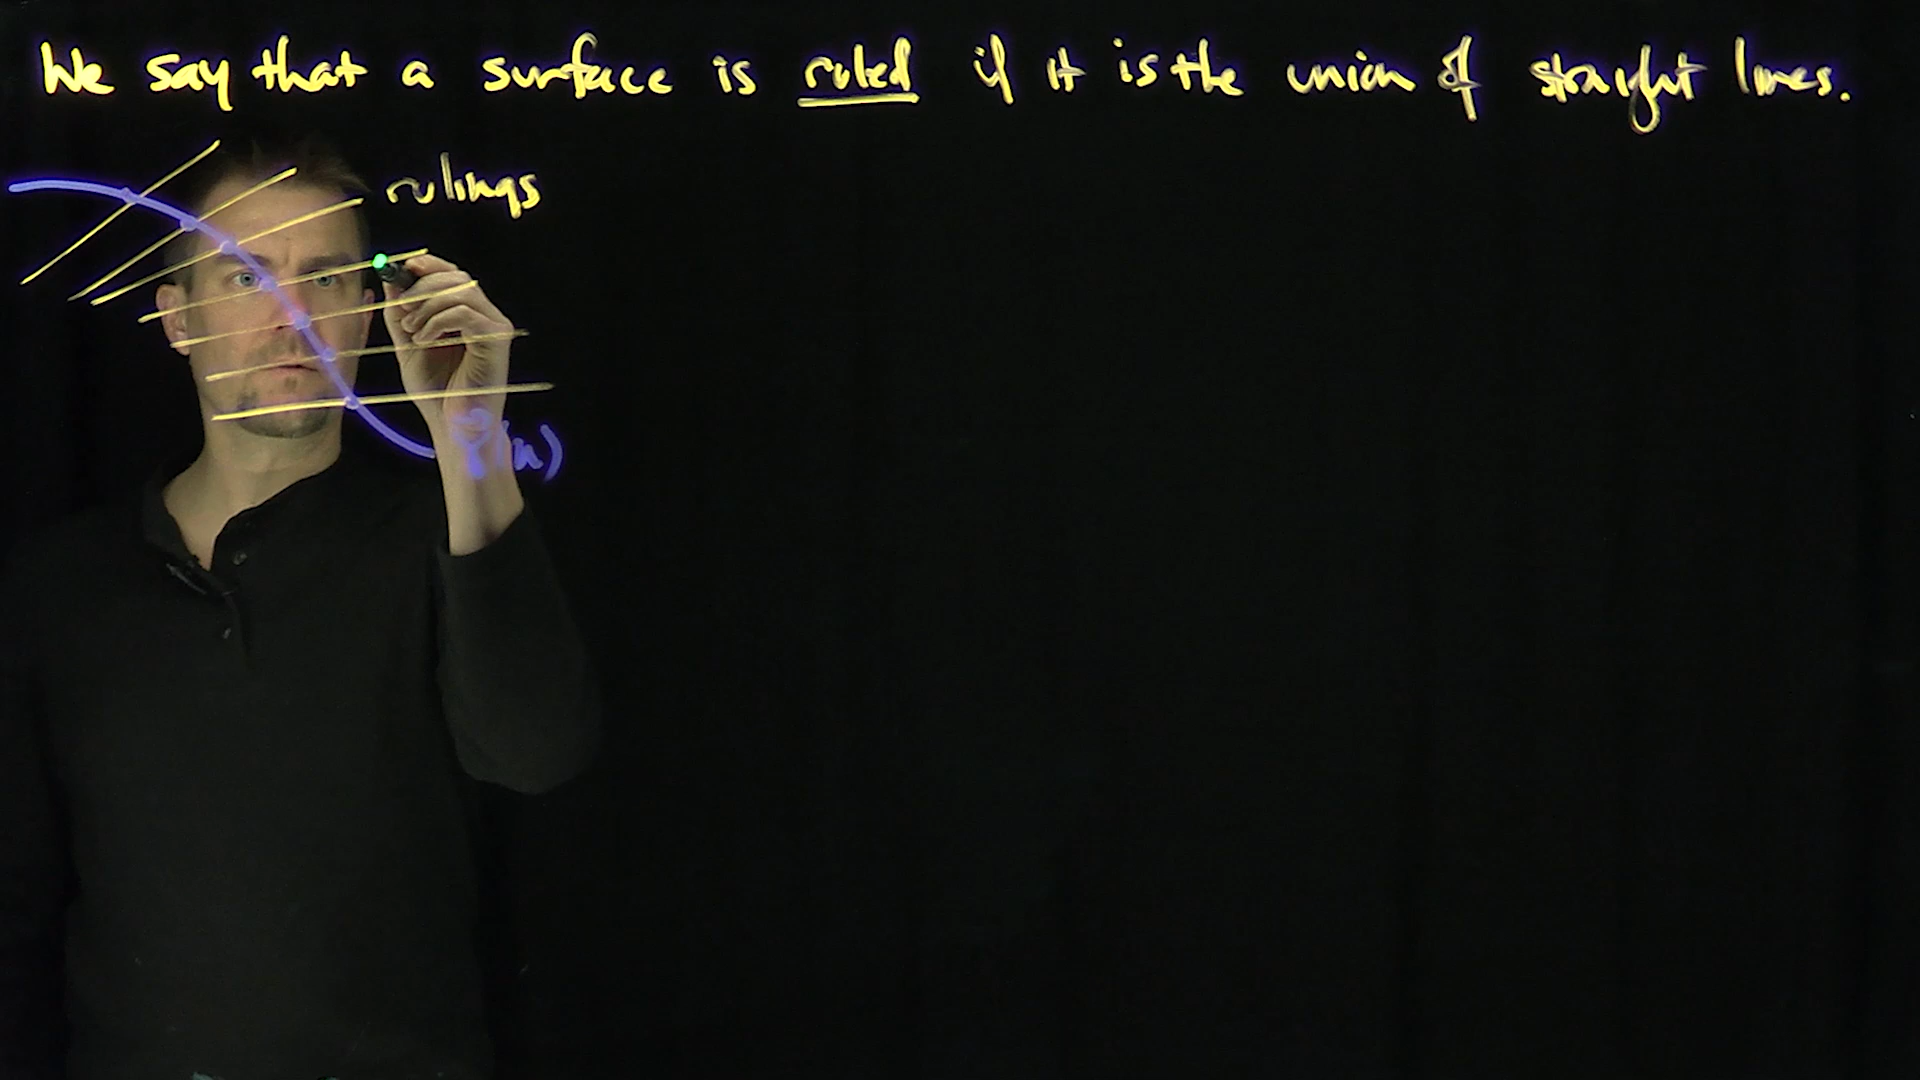 We say that a surface is ruled if it is the union of straight lines.
rulings
γ(u)